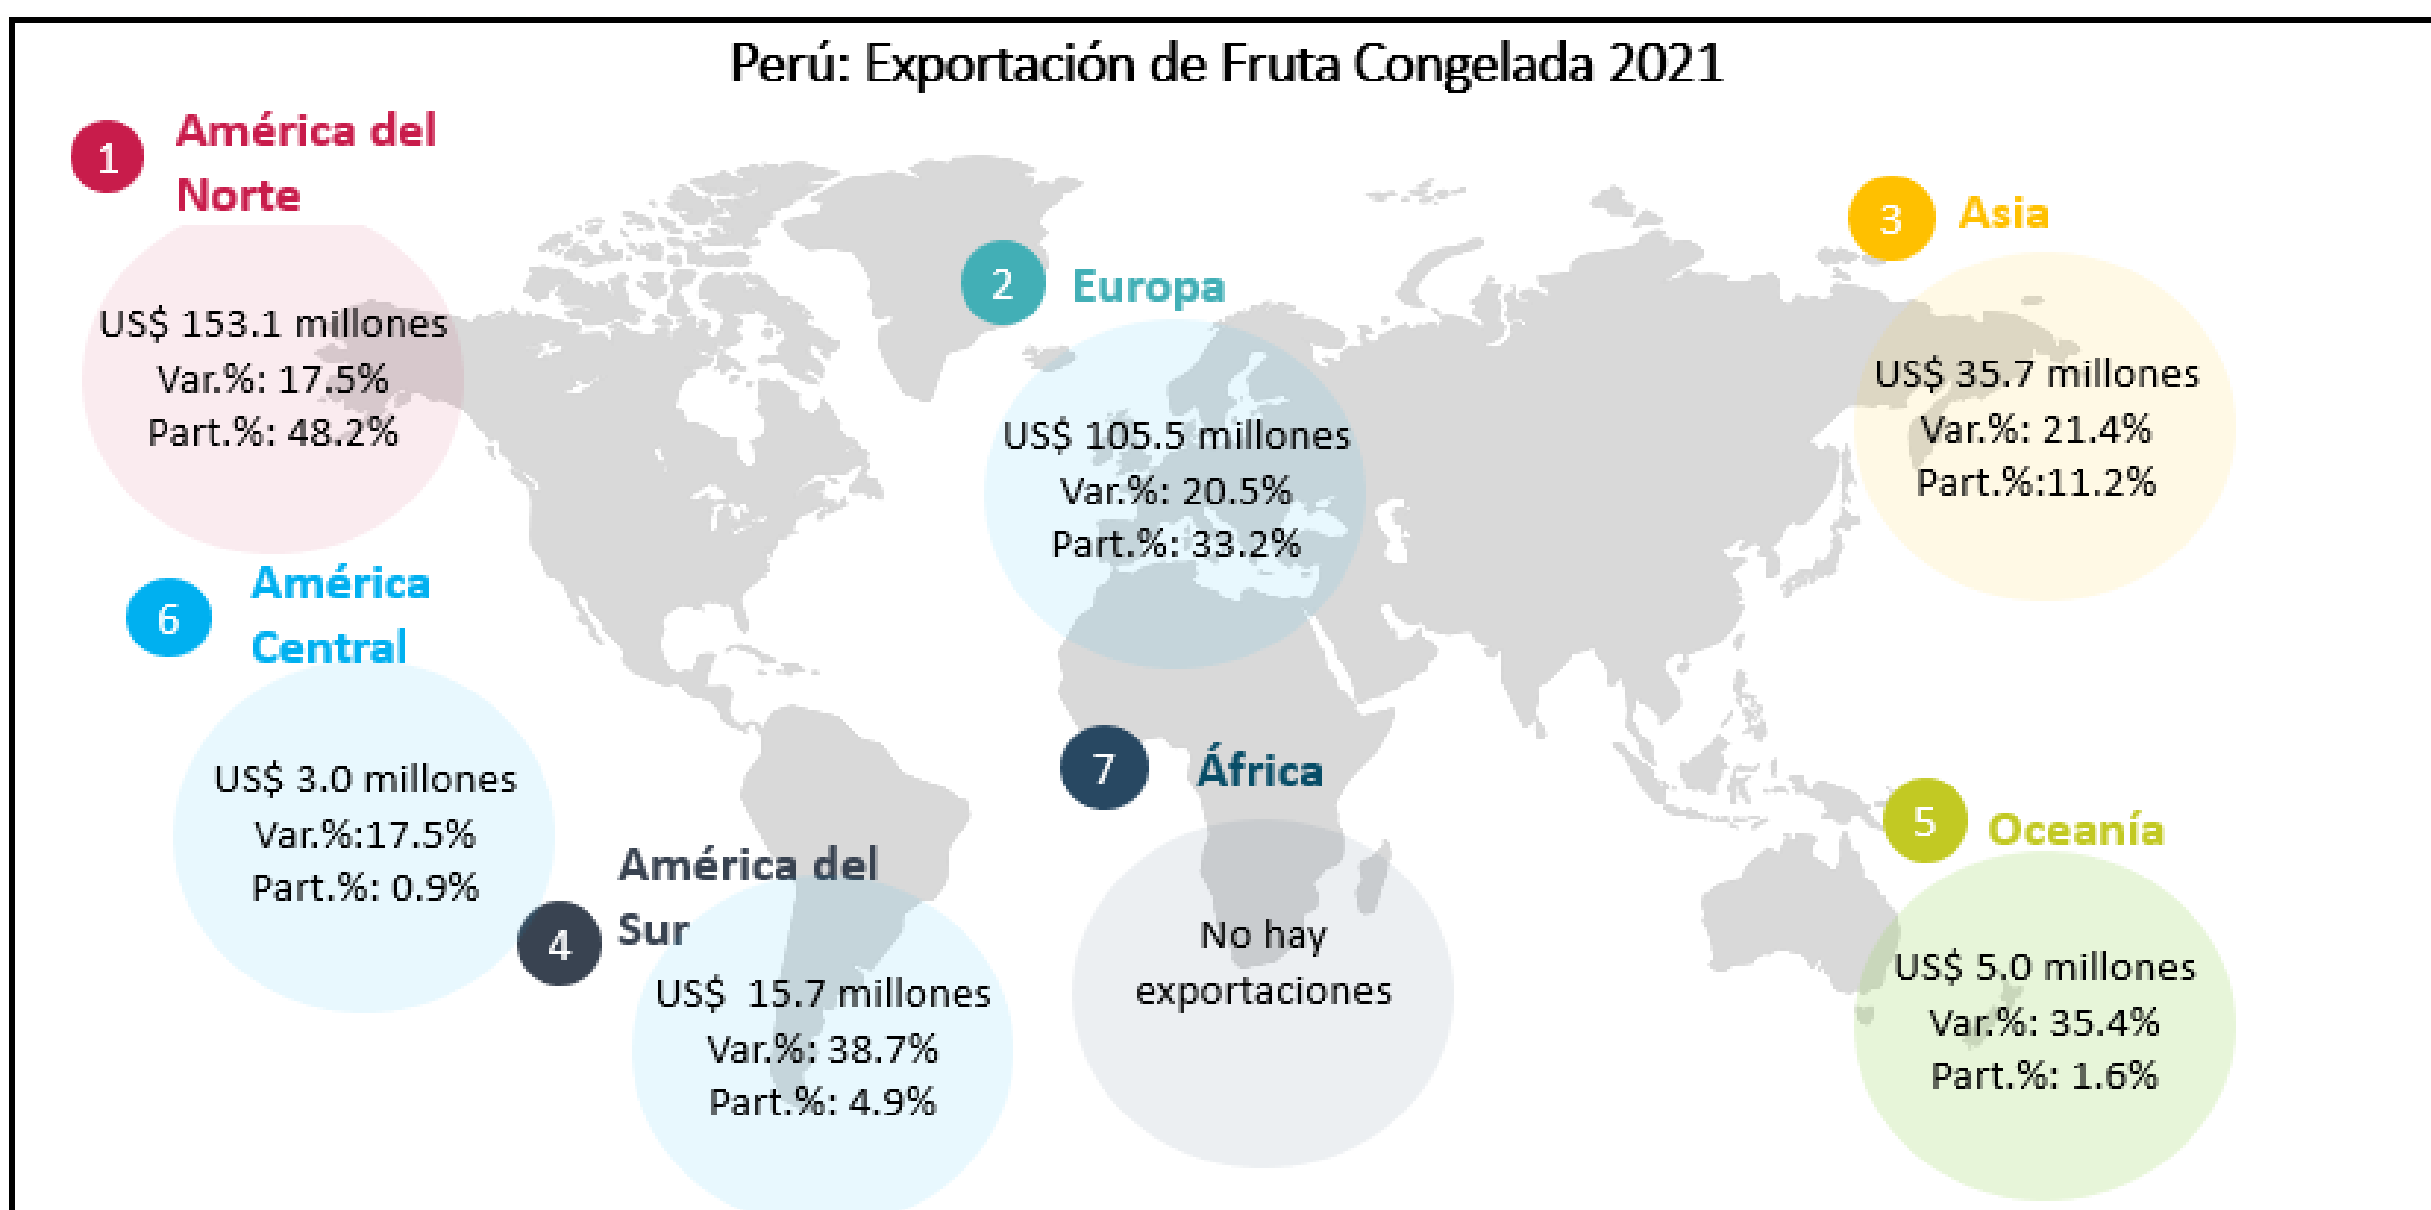 Perú: Exportación de Fruta Congelada 2021
1
América del
Norte
US$ 153.1 millones
Var.%: 17.5%
Part.%: 48.2%
2
Europa
US$ 105.5 millones
Var.%: 20.5%
Part.%: 33.2%
3
Asia
US$ 35.7 millones
Var.%: 21.4%
Part.%:11.2%
6
América
Central
US$ 3.0 millones
Var.%:17.5%
Part.%: 0.9%
4
América del
Sur
US$  15.7 millones
Var.%: 38.7%
Part.%: 4.9%
7
África
No hay
exportaciones
5
Oceanía
US$ 5.0 millones
Var.%: 35.4%
Part.%: 1.6%